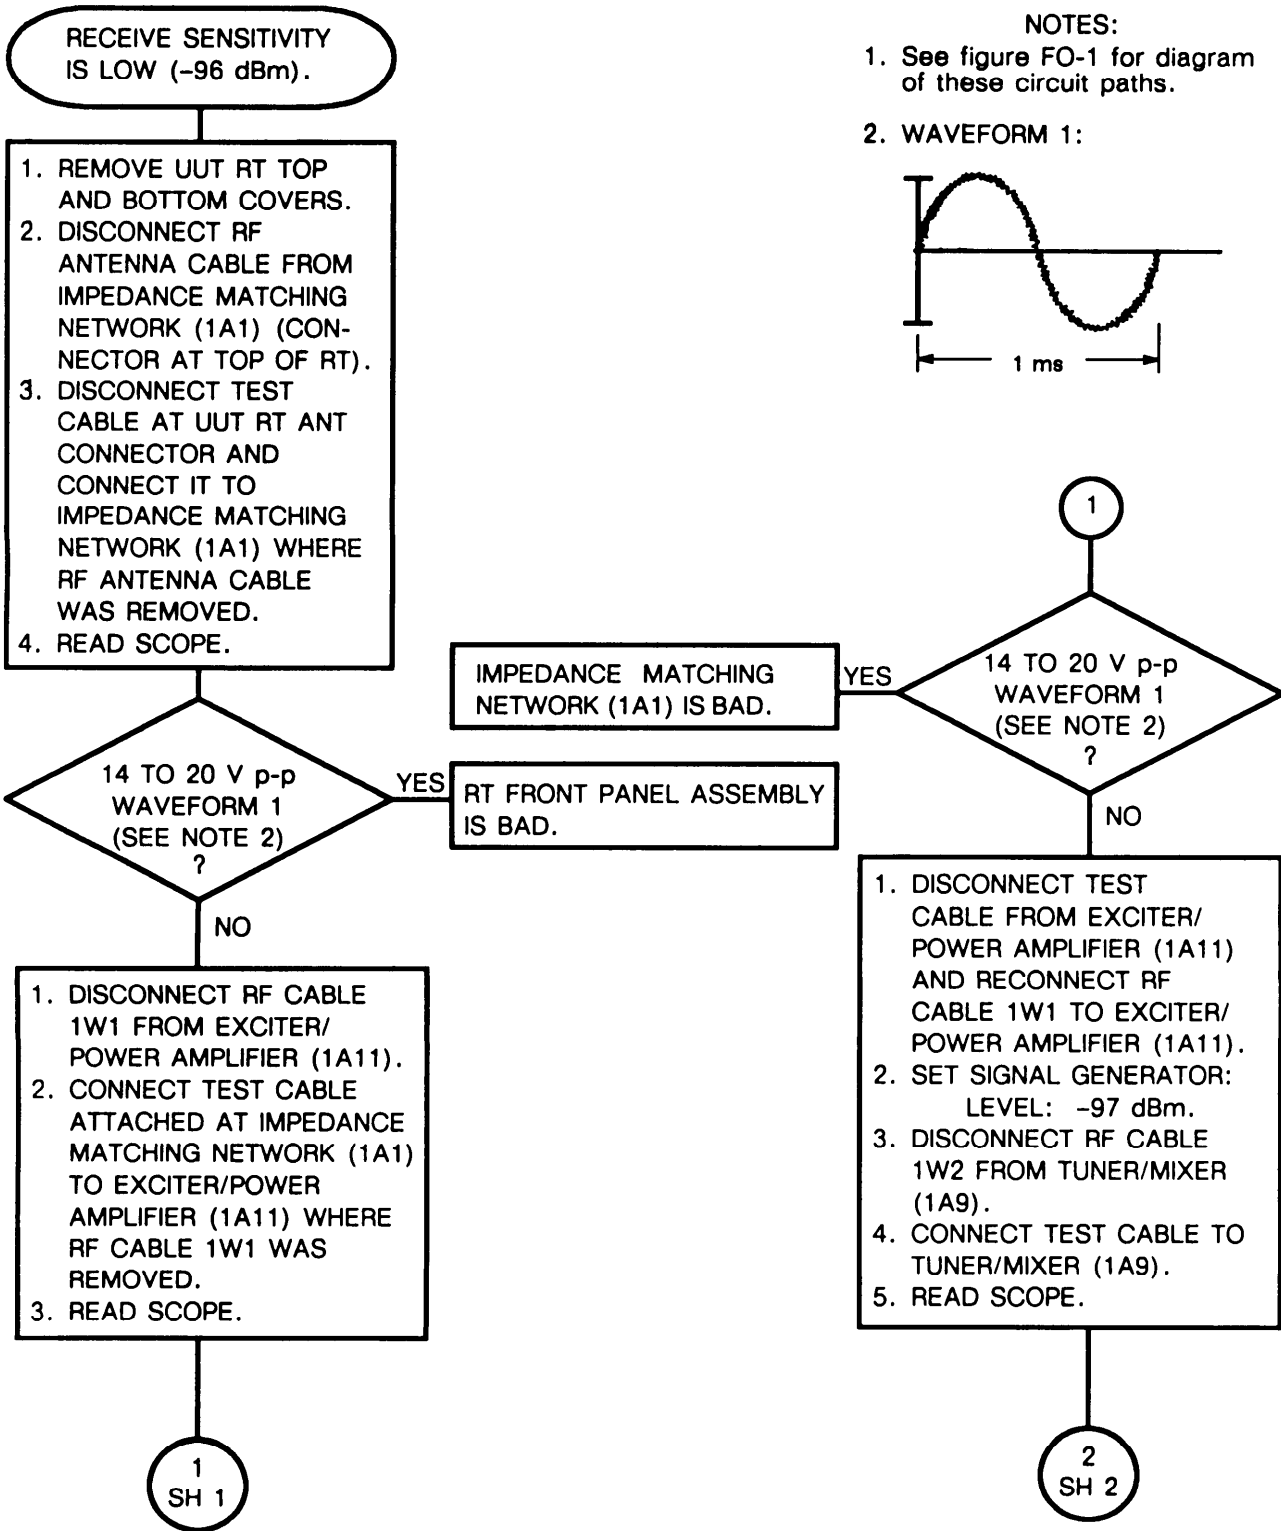 RECEIVE SENSITIVITY
IS LOW (-96 dBm).
1. REMOVE UUT RT TOP
AND BOTTOM COVERS.
2. DISCONNECT RF
ANTENNA CABLE FROM
IMPEDANCE MATCHING
NETWORK (1A1) (CON-
NECTOR AT TOP OF RT).
3. DISCONNECT TEST
CABLE AT UUT RT ANT
CONNECTOR AND
CONNECT IT TO
IMPEDANCE MATCHING
NETWORK (1A1) WHERE
RF ANTENNA CABLE
WAS REMOVED.
4. READ SCOPE.
14 TO 20 V p-p
WAVEFORM 1
(SEE NOTE 2)
?
YES
RT FRONT PANEL ASSEMBLY
IS BAD.
NO
1. DISCONNECT RF CABLE
1W1 FROM EXCITER/
POWER AMPLIFIER (1A11).
2. CONNECT TEST CABLE
ATTACHED AT IMPEDANCE
MATCHING NETWORK (1A1)
TO EXCITER/POWER
AMPLIFIER (1A11) WHERE
RF CABLE 1W1 WAS
REMOVED.
3. READ SCOPE.
1
SH 1
NOTES:
1. See figure FO-1 for diagram
of these circuit paths.
2. WAVEFORM 1:
1 ms
1
14 TO 20 V p-p
WAVEFORM 1
(SEE NOTE 2)
?
YES
IMPEDANCE MATCHING
NETWORK (1A1) IS BAD.
NO
1. DISCONNECT TEST
CABLE FROM EXCITER/
POWER AMPLIFIER (1A11)
AND RECONNECT RF
CABLE 1W1 TO EXCITER/
POWER AMPLIFIER (1A11).
2. SET SIGNAL GENERATOR:
LEVEL: -97 dBm.
3. DISCONNECT RF CABLE
1W2 FROM TUNER/MIXER
(1A9).
4. CONNECT TEST CABLE TO
TUNER/MIXER (1A9).
5. READ SCOPE.
2
SH 2